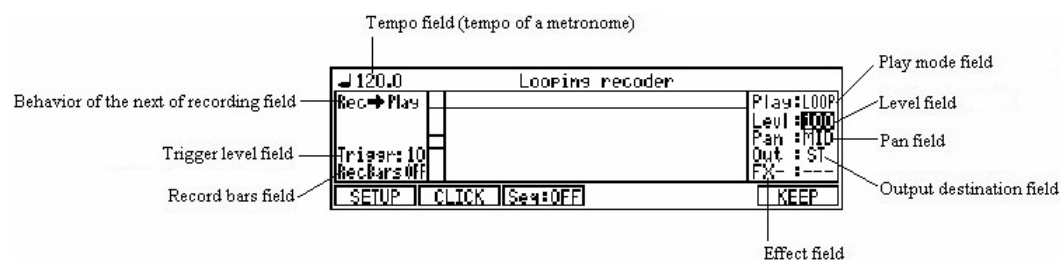 Tempo field (tempo of a metronome)
Play mode field
♩120.0 Looping recoder
Behavior of the next of recording field
Rec➔Play
Play:LOOP
Level field
Levl:100
Pan :MID
Pan field
Trigger level field
Trigger:10
Out :ST
Record bars field
RecBars OFF
FX- :---
Output destination field
SETUP CLICK Seq:OFF KEEP
Effect field